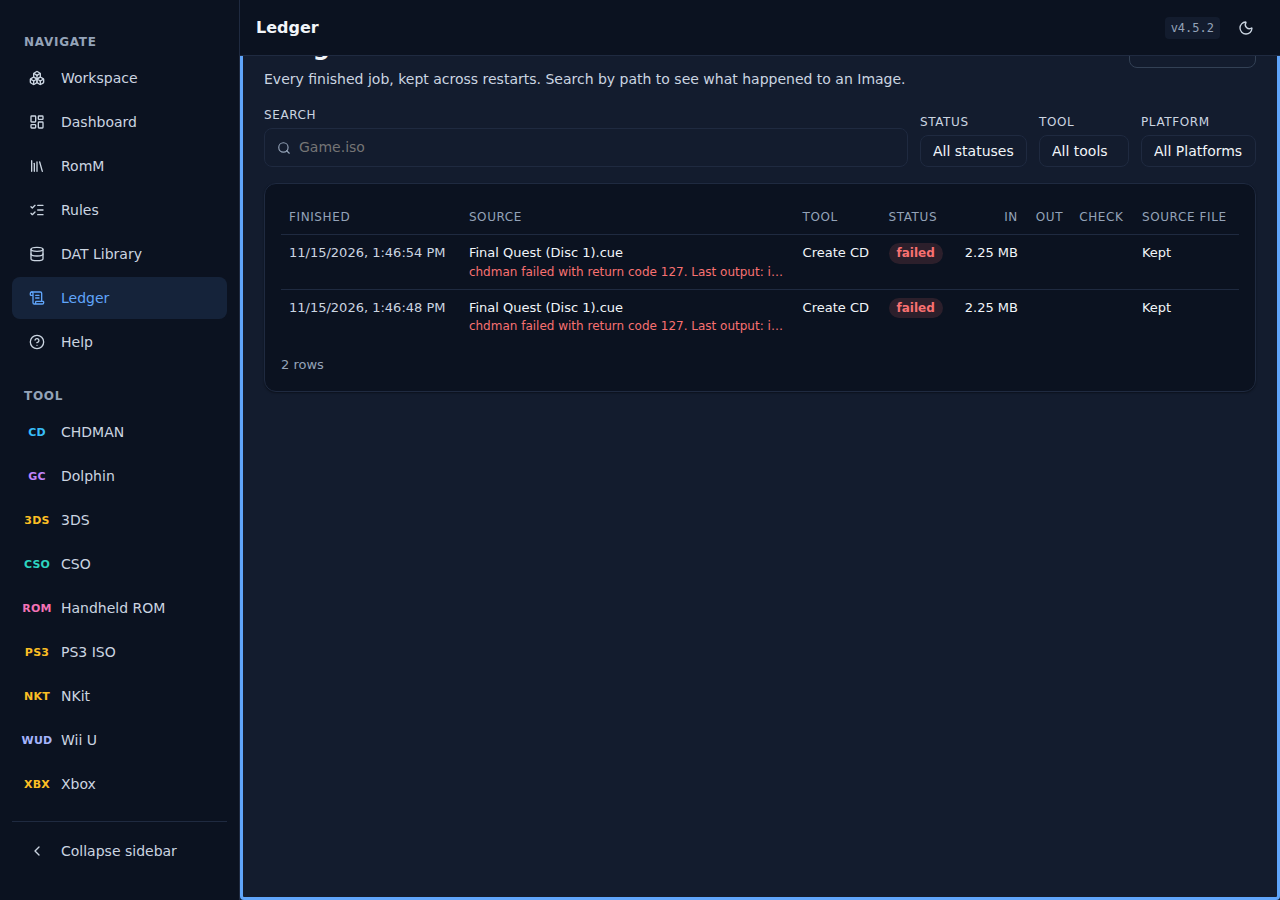 Ledger
v4.5.2
NAVIGATE
Workspace
Dashboard
RomM
Rules
DAT Library
Ledger
Help
TOOL
CD CHDMAN
GC Dolphin
3DS 3DS
CSO CSO
ROM Handheld ROM
PS3 PS3 ISO
NKT NKit
WUD Wii U
XBX Xbox
Collapse sidebar
Every finished job, kept across restarts. Search by path to see what happened to an Image.
SEARCH
Game.iso
STATUS
All statuses
TOOL
All tools
PLATFORM
All Platforms
FINISHED SOURCE TOOL STATUS IN OUT CHECK SOURCE FILE
11/15/2026, 1:46:54 PM Final Quest (Disc 1).cue Create CD failed 2.25 MB Kept
chdman failed with return code 127. Last output: i...
11/15/2026, 1:46:48 PM Final Quest (Disc 1).cue Create CD failed 2.25 MB Kept
chdman failed with return code 127. Last output: i...
2 rows